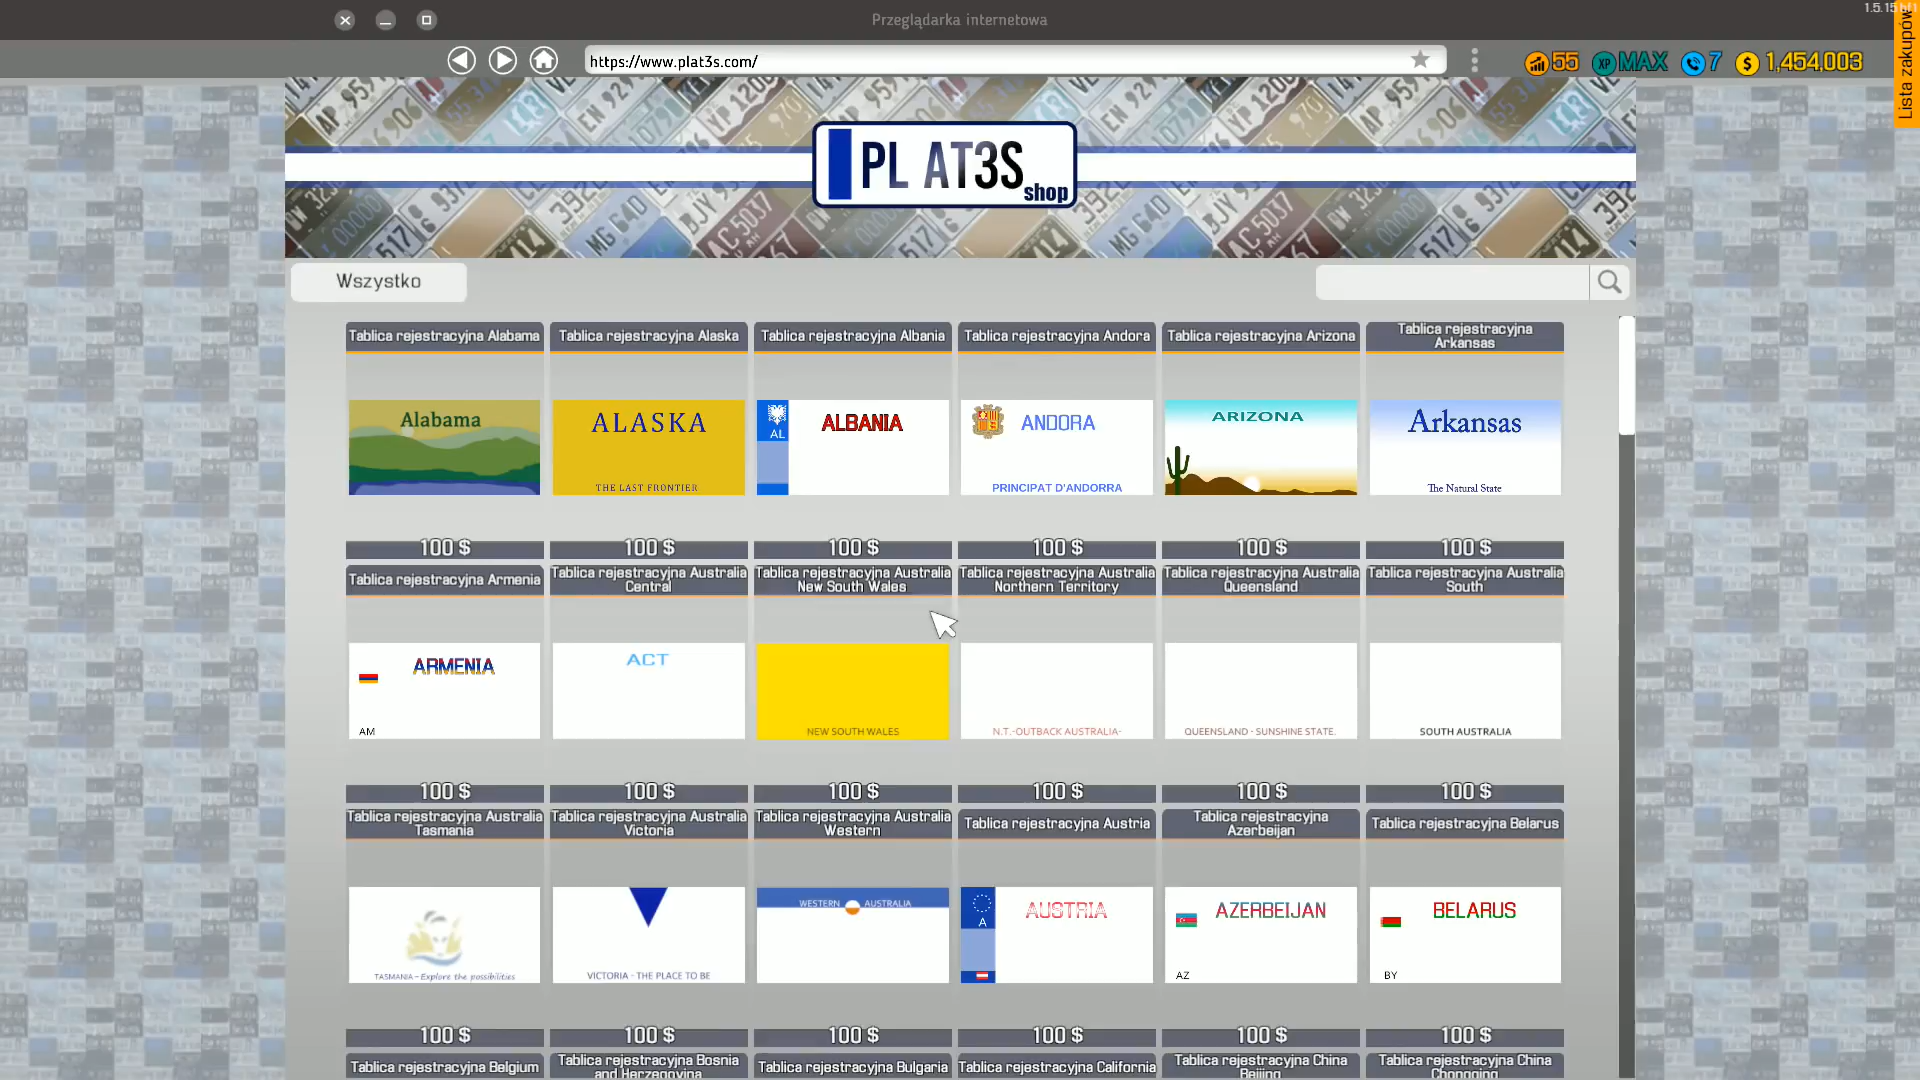 Przeglądarka internetowa
Lista zakupów
https://www.plat3s.com/
55
XP MAX
7
$ 1,454,003
PL AT3S
shop
Wszystko
Tablica rejestracyjna Alabama
Tablica rejestracyjna Alaska
Tablica rejestracyjna Albania
Tablica rejestracyjna Andora
Tablica rejestracyjna Arizona
Tablica rejestracyjna
Arkansas
Alabama
ALASKA
THE LAST FRONTIER
AL
ALBANIA
ANDORA
PRINCIPAT D'ANDORRA
ARIZONA
Arkansas
The Natural State
100 $
100 $
100 $
100 $
100 $
100 $
Tablica rejestracyjna Armenia
Tablica rejestracyjna Australia
Central
Tablica rejestracyjna Australia
New South Wales
Tablica rejestracyjna Australia
Northern Territory
Tablica rejestracyjna Australia
Queensland
Tablica rejestracyjna Australia
South
ARMENIA
AM
ACT
NEW SOUTH WALES
N.T.-OUTBACK AUSTRALIA-
QUEENSLAND - SUNSHINE STATE.
SOUTH AUSTRALIA
100 $
100 $
100 $
100 $
100 $
100 $
Tablica rejestracyjna Australia
Tasmania
Tablica rejestracyjna Australia
Victoria
Tablica rejestracyjna Australia
Western
Tablica rejestracyjna Austria
Tablica rejestracyjna
Azerbeijan
Tablica rejestracyjna Belarus
TASMANIA - Explore the possibilities
VICTORIA - THE PLACE TO BE
WESTERN AUSTRALIA
A
AUSTRIA
AZERBEIJAN
AZ
BELARUS
BY
100 $
100 $
100 $
100 $
100 $
100 $
Tablica rejestracyjna Belgium
Tablica rejestracyjna Bosnia
and Herzegovina
Tablica rejestracyjna Bulgaria
Tablica rejestracyjna California
Tablica rejestracyjna China
Beijing
Tablica rejestracyjna China
Chongqing